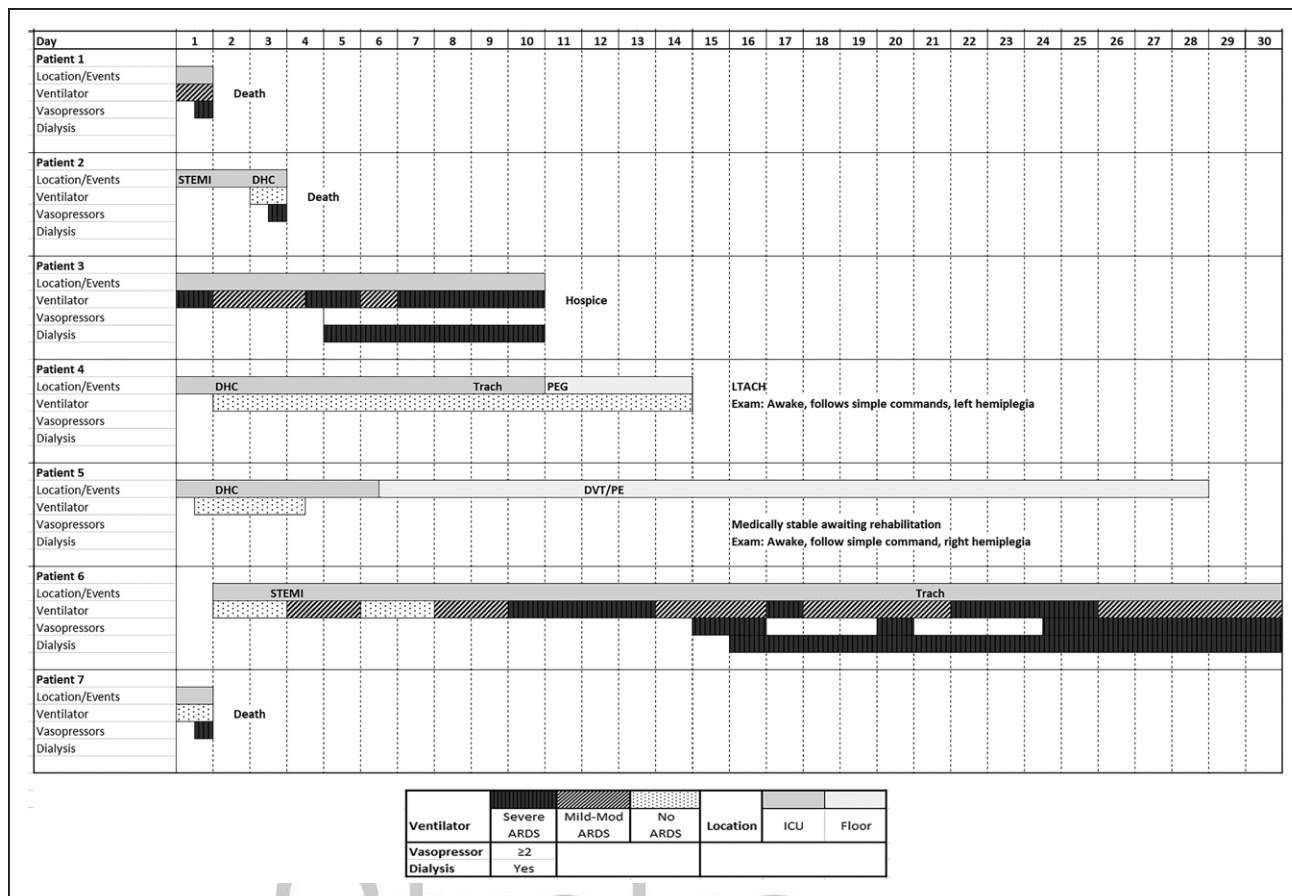 Day 1 2 3 4 5 6 7 8 9 10 11 12 13 14 15 16 17 18 19 20 21 22 23 24 25 26 27 28 29 30
Patient 1
Location/Events
Ventilator Death
Vasopressors
Dialysis
Patient 2
Location/Events STEMI DHC
Ventilator Death
Vasopressors
Dialysis
Patient 3
Location/Events
Ventilator Hospice
Vasopressors
Dialysis
Patient 4
Location/Events DHC Trach PEG LTACH
Ventilator Exam: Awake, follows simple commands, left hemiplegia
Vasopressors
Dialysis
Patient 5
Location/Events DHC DVT/PE
Ventilator
Vasopressors Medically stable awaiting rehabilitation
Dialysis Exam: Awake, follow simple command, right hemiplegia
Patient 6
Location/Events STEMI Trach
Ventilator
Vasopressors
Dialysis
Patient 7
Location/Events
Ventilator Death
Vasopressors
Dialysis
Ventilator Severe ARDS Mild-Mod ARDS No ARDS Location ICU Floor
Vasopressor ≥2
Dialysis Yes